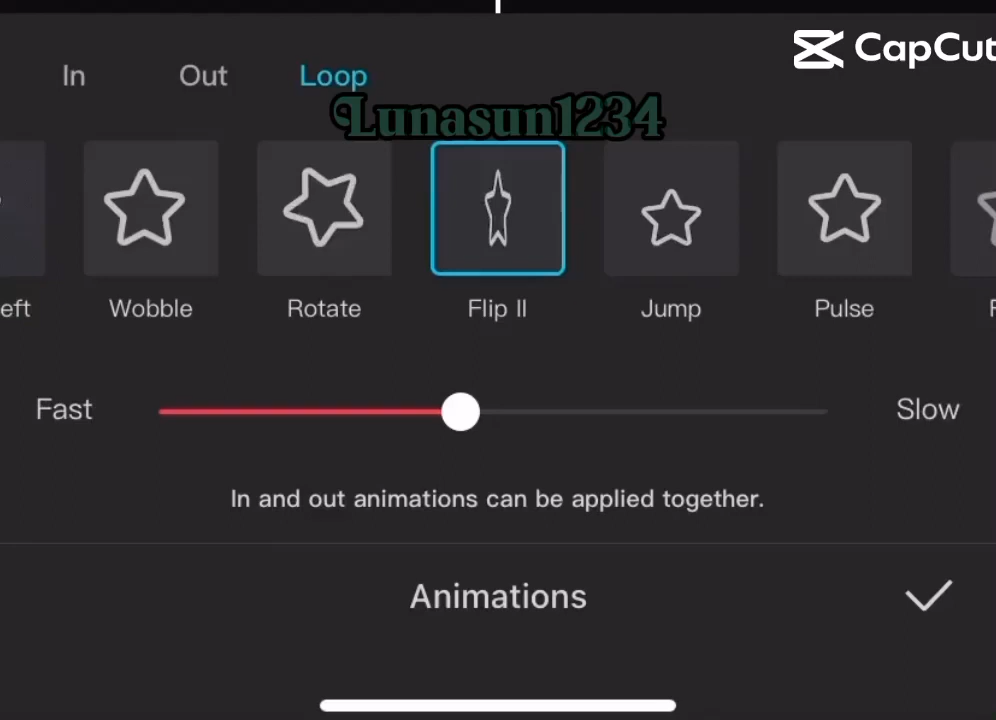 CapCut
In Out Loop
Lunasun1234
eft Wobble Rotate Flip II Jump Pulse
Fast Slow
In and out animations can be applied together.
Animations